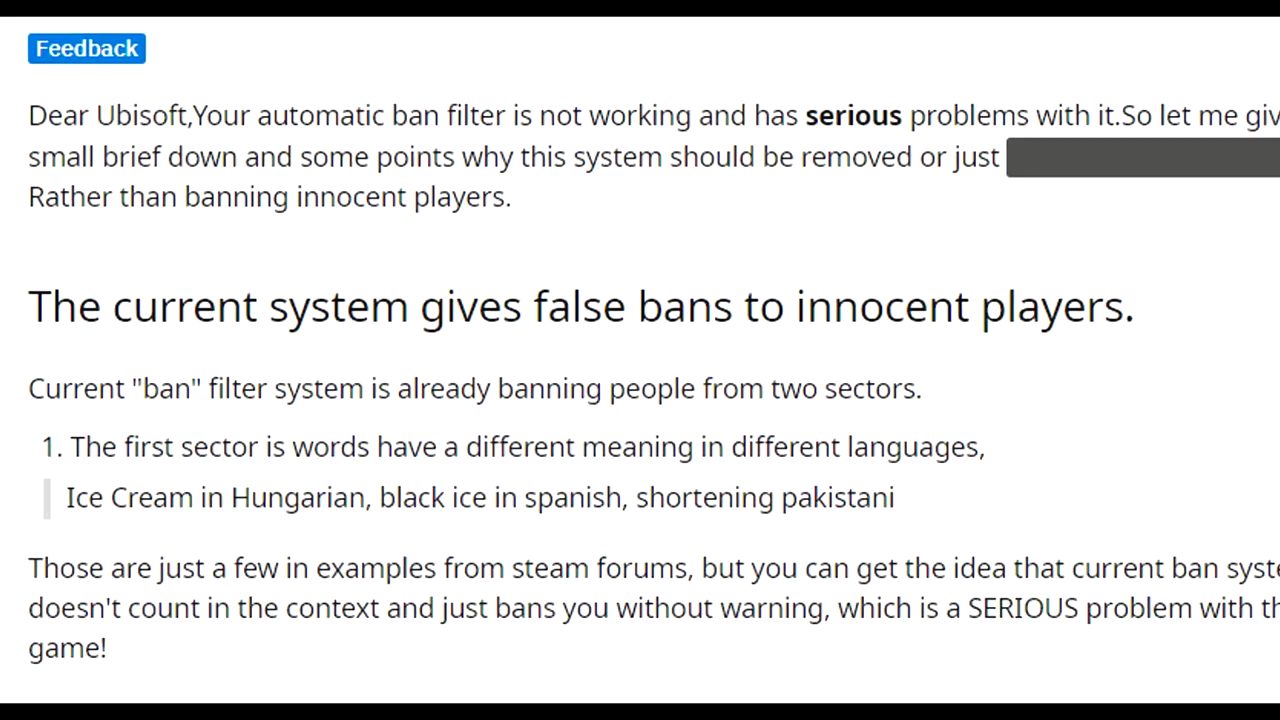 Feedback
Dear Ubisoft,Your automatic ban filter is not working and has serious problems with it.So let me
small brief down and some points why this system should be removed or just
Rather than banning innocent players.
The current system gives false bans to innocent players.
Current "ban" filter system is already banning people from two sectors.
1. The first sector is words have a different meaning in different languages,
Ice Cream in Hungarian, black ice in spanish, shortening pakistani
Those are just a few in examples from steam forums, but you can get the idea that current ban
doesn't count in the context and just bans you without warning, which is a SERIOUS problem with
game!